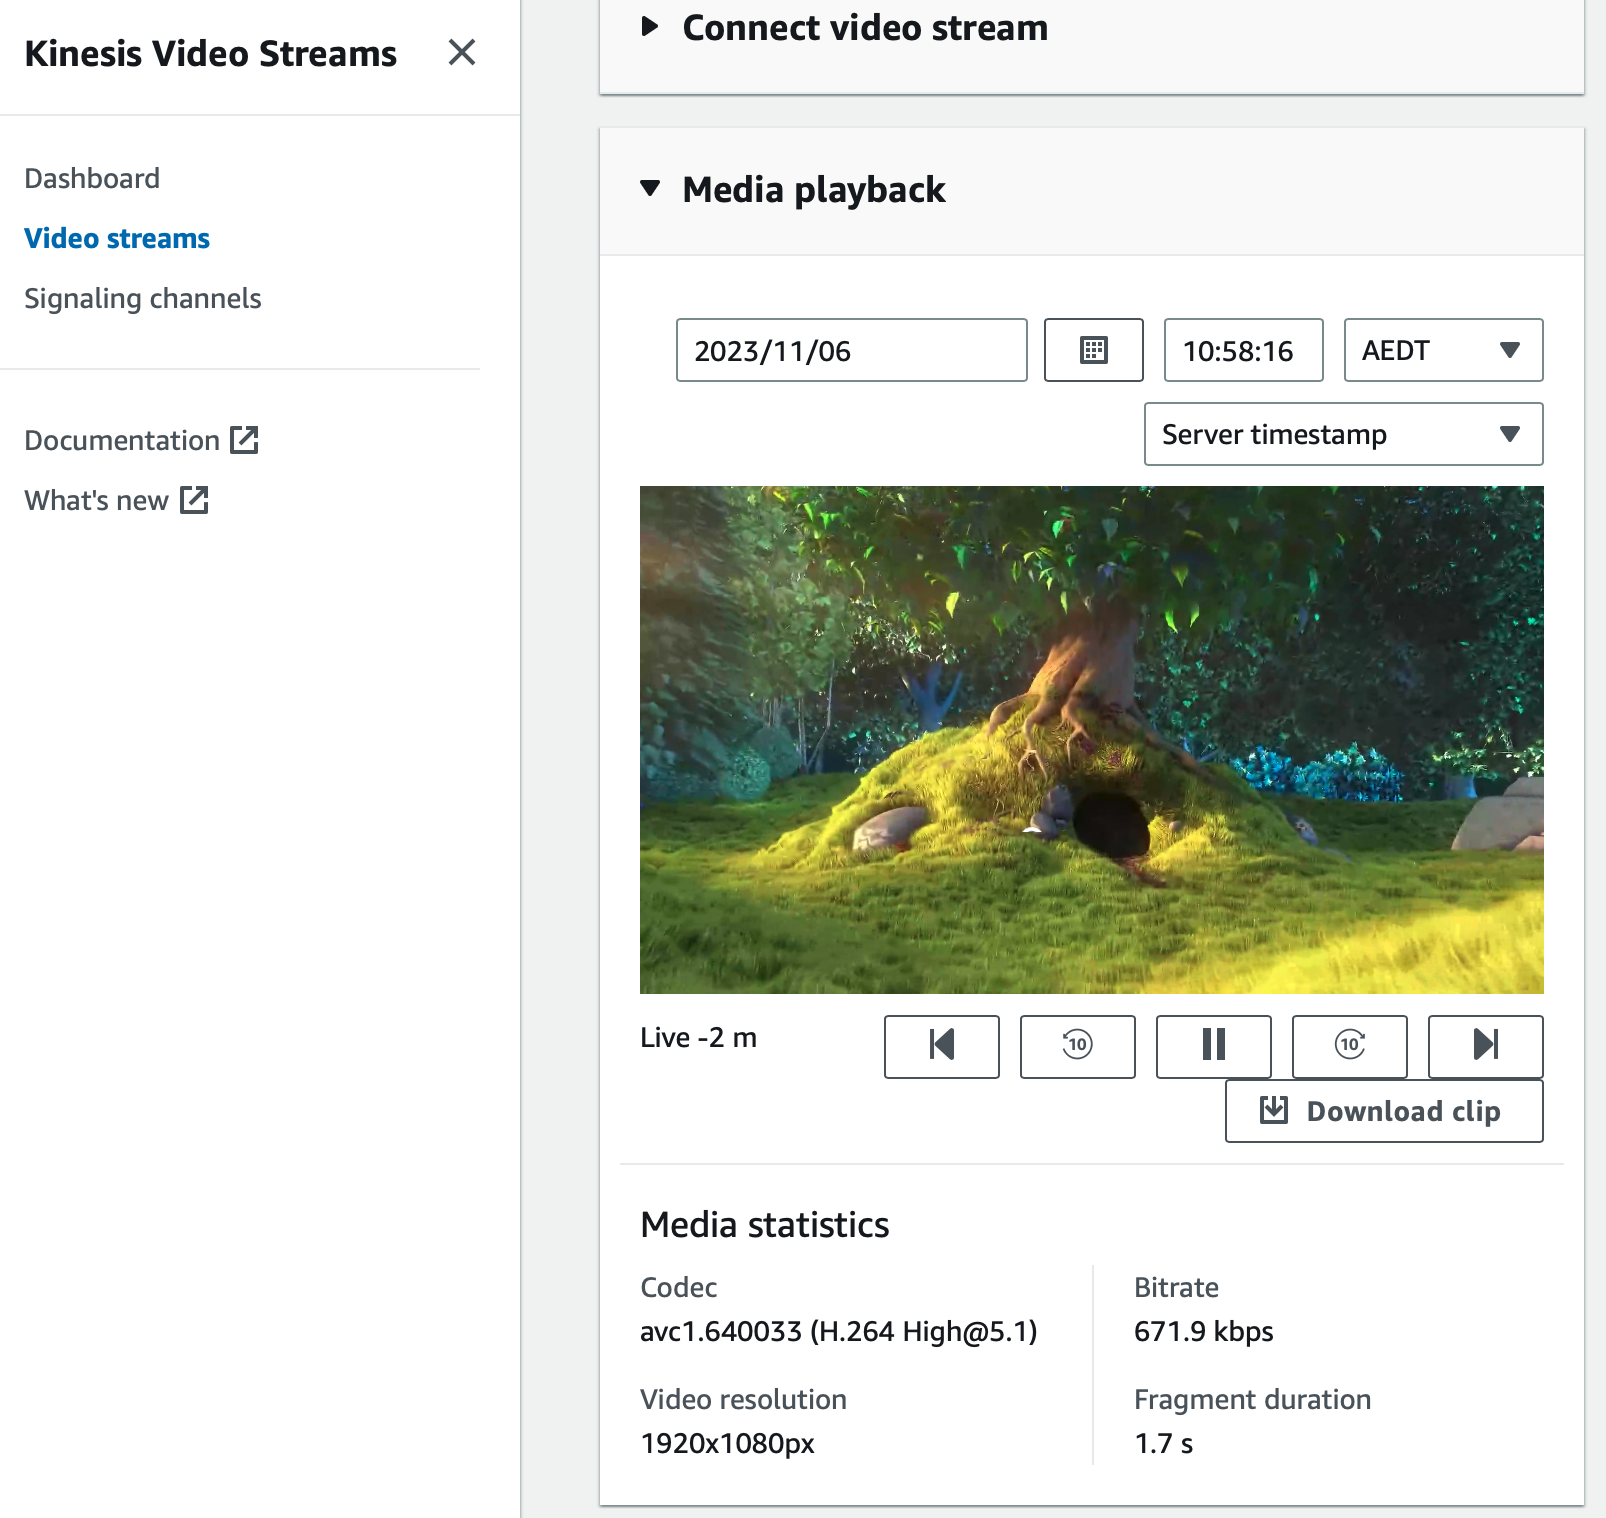 Kinesis Video Streams
Dashboard
Video streams
Signaling channels
Documentation
What's new
Connect video stream
Media playback
2023/11/06
10:58:16
AEDT
Server timestamp
Live -2 m
10
10
Download clip
Media statistics
Codec
avc1.640033 (H.264 High@5.1)
Bitrate
671.9 kbps
Video resolution
1920x1080px
Fragment duration
1.7 s